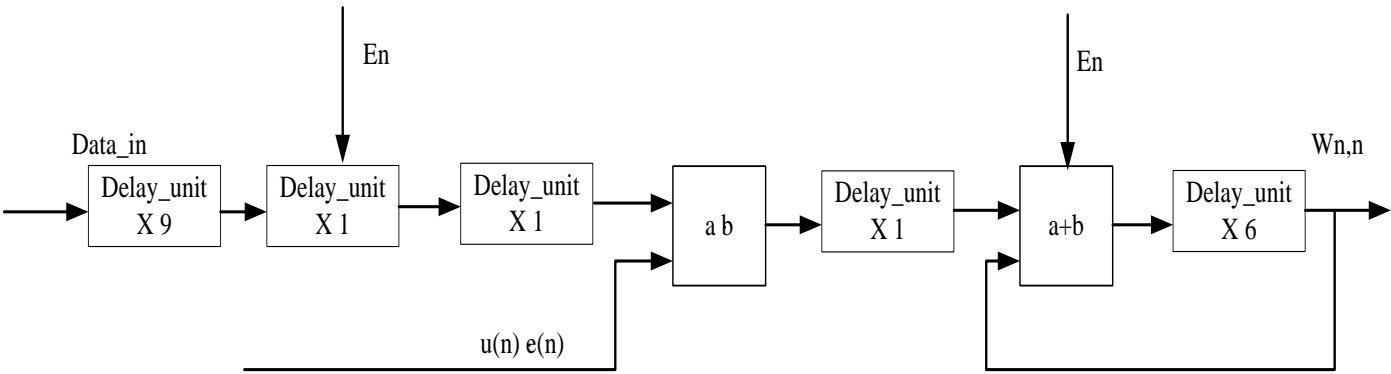 En
En
Data_in
Wn,n
Delay_unit
X 9
Delay_unit
X 1
Delay_unit
X 1
a b
Delay_unit
X 1
a+b
Delay_unit
X 6
u(n) e(n)